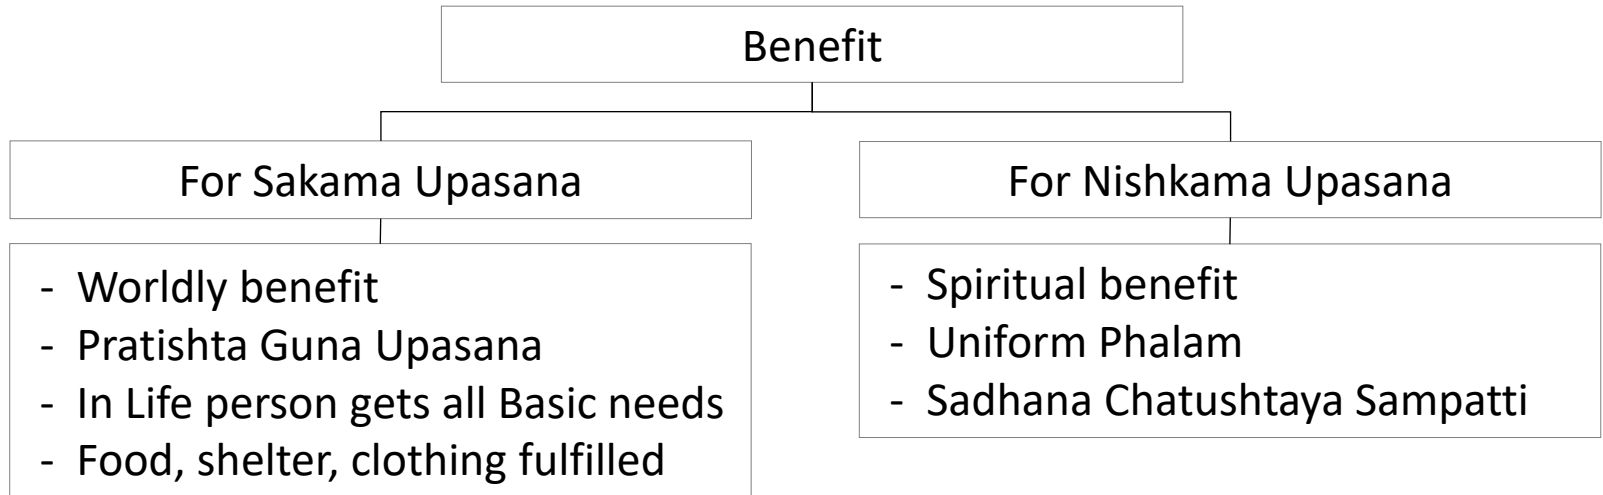 Benefit
For Sakama Upasana
- Worldly benefit
- Pratishta Guna Upasana
- In Life person gets all Basic needs
- Food, shelter, clothing fulfilled
For Nishkama Upasana
- Spiritual benefit
- Uniform Phalam
- Sadhana Chatushtaya Sampatti